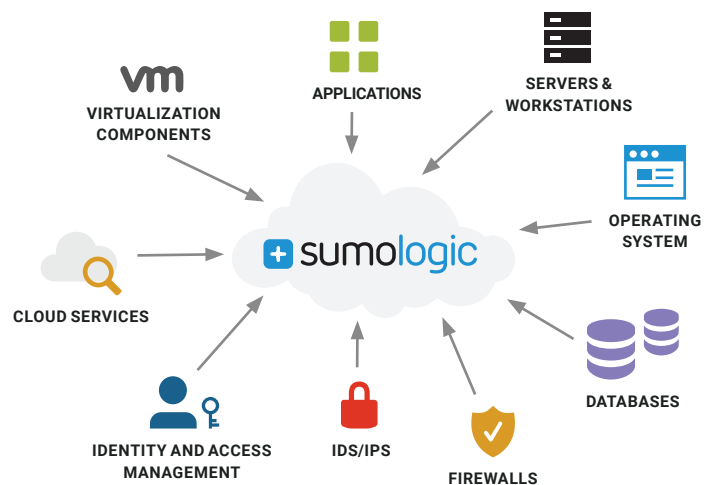 vm
VIRTUALIZATION
COMPONENTS
APPLICATIONS
SERVERS &
WORKSTATIONS
OPERATING
SYSTEM
sumologic
CLOUD SERVICES
DATABASES
IDENTITY AND ACCESS
MANAGEMENT
IDS/IPS
FIREWALLS